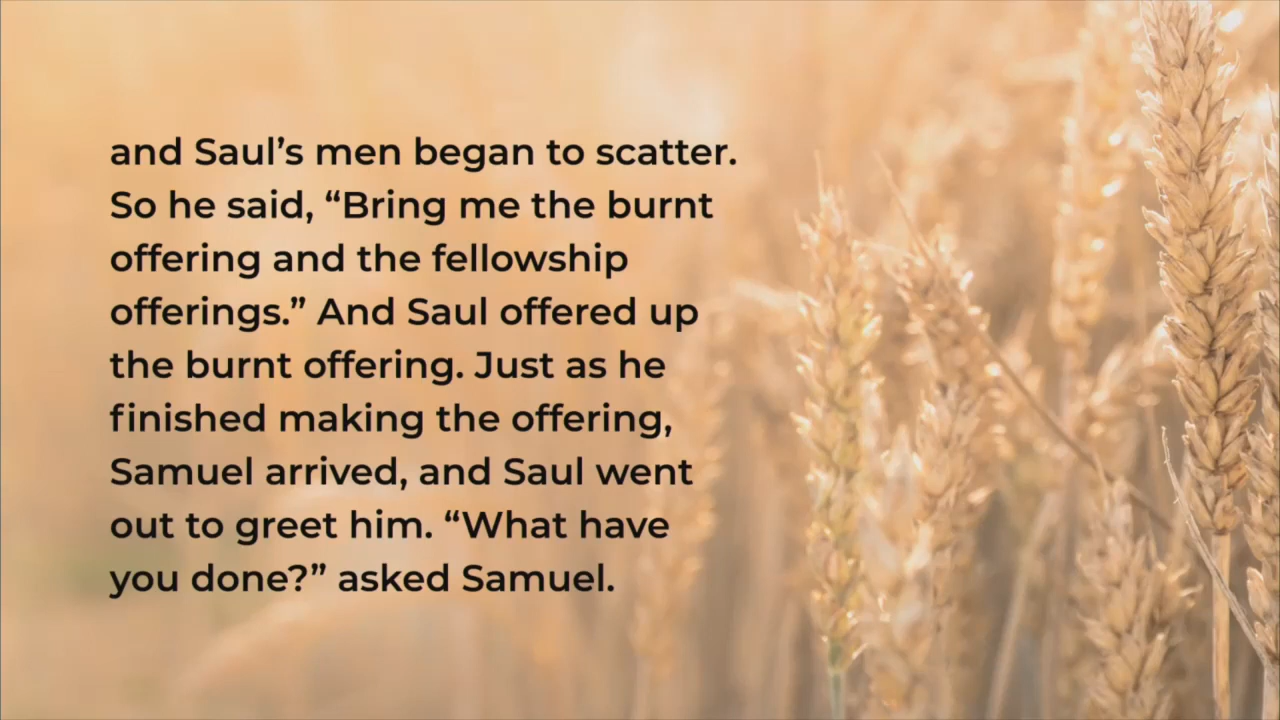 and Saul’s men began to scatter.
So he said, “Bring me the burnt
offering and the fellowship
offerings.” And Saul offered up
the burnt offering. Just as he
finished making the offering,
Samuel arrived, and Saul went
out to greet him. “What have
you done?” asked Samuel.